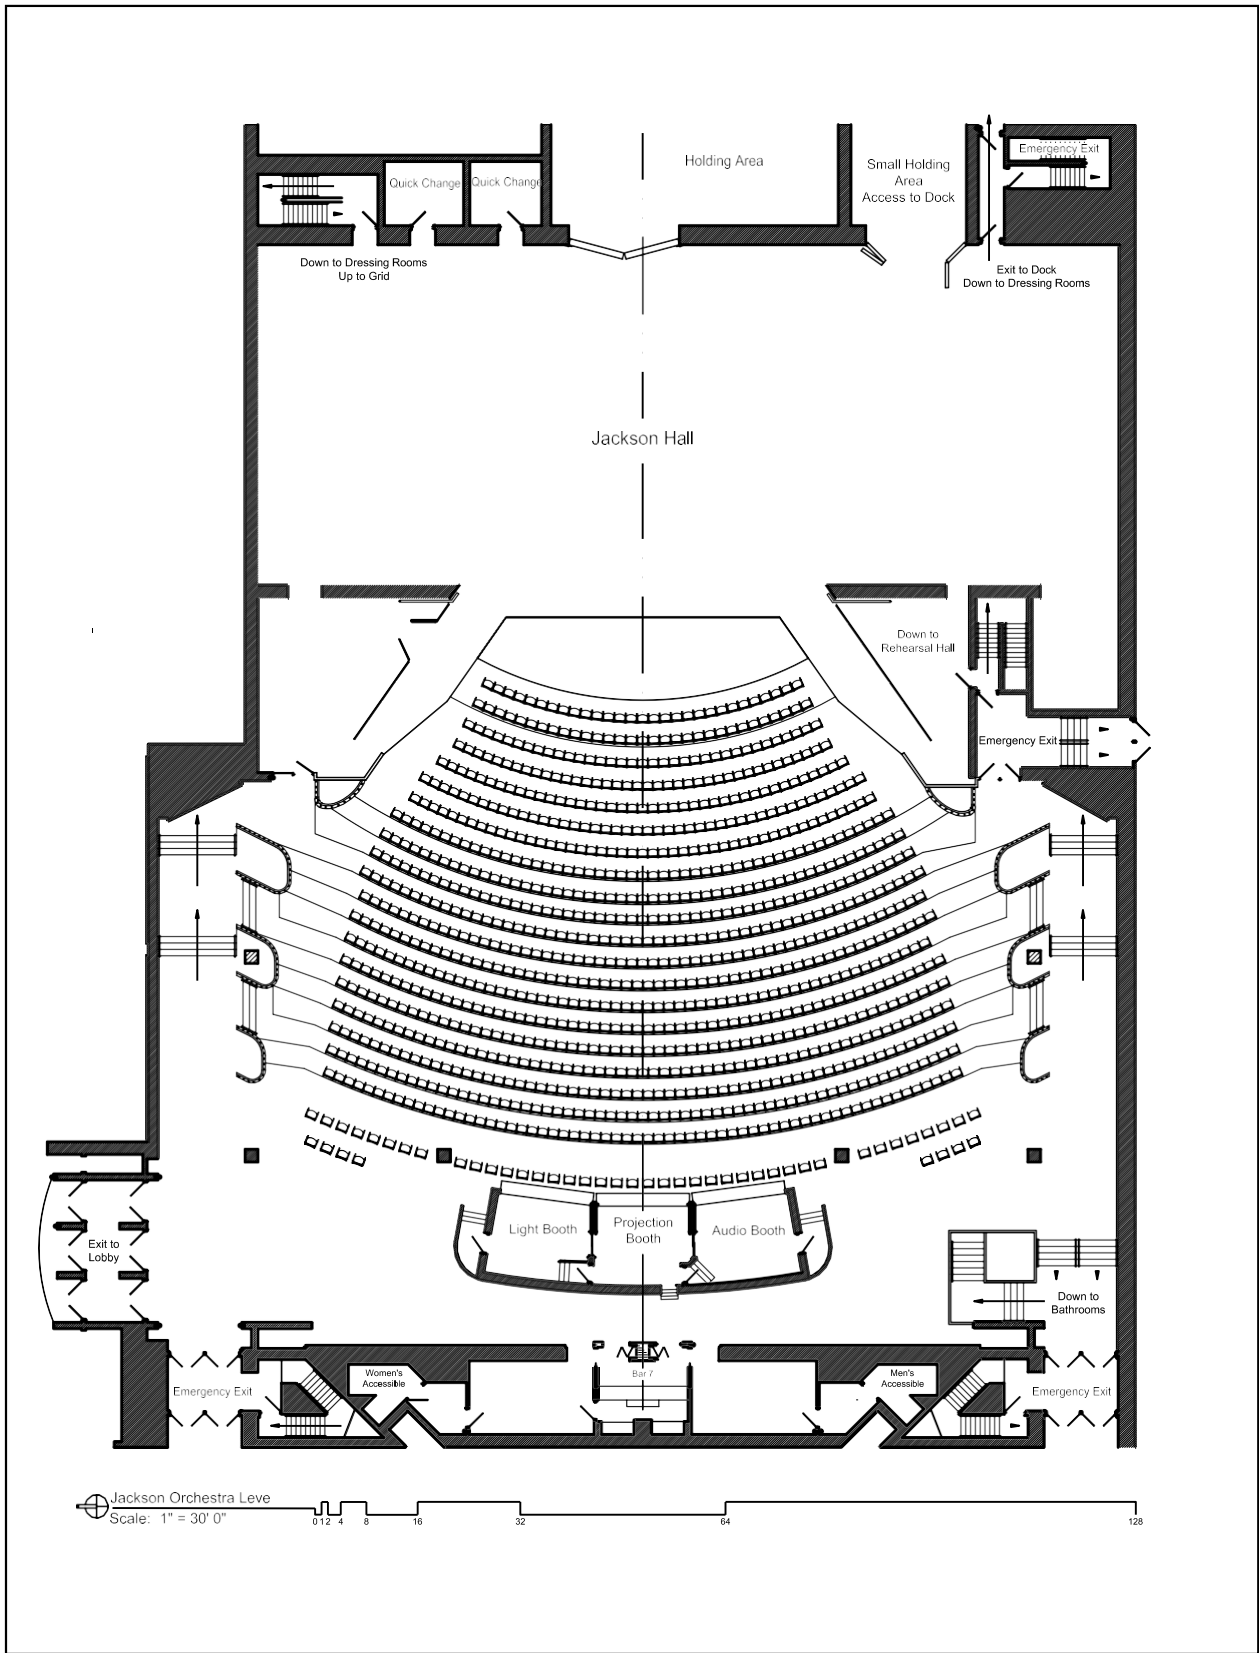 Holding Area
Emergency Exit
Small Holding
Area
Access to Dock
Quick Change
Quick Change
Down to Dressing Rooms
Up to Grid
Exit to Dock
Down to Dressing Rooms
Jackson Hall
Down to
Rehearsal Hall
Emergency Exit
Light Booth
Projection
Booth
Audio Booth
Exit to
Lobby
Down to
Bathrooms
Emergency Exit
Women's
Accessible
Bar 7
Men's
Accessible
Emergency Exit
Jackson Orchestra Leve
Scale: 1" = 30' 0"
0 1 2 4 8 16 32 64 128